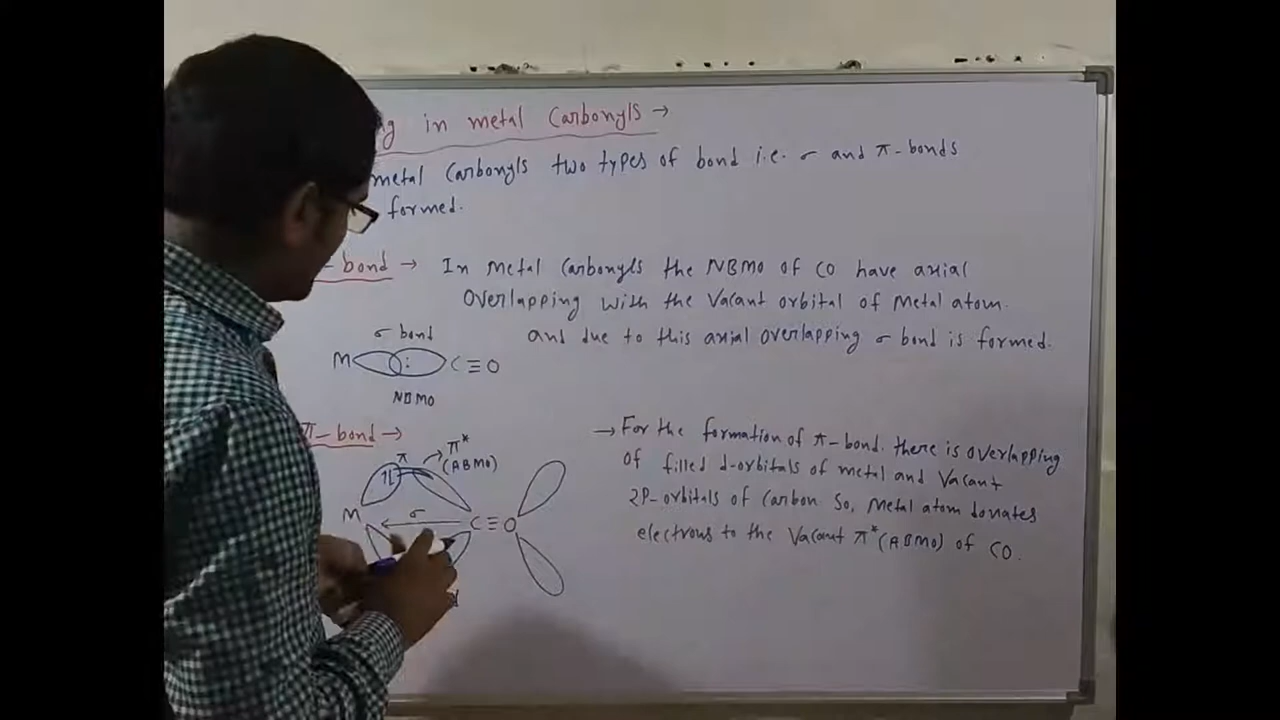 in metal Carbonyls →
metal Carbonyls two types of bond i.e. σ and π-bonds
formed.
bond → In Metal Carbonyls the NBMO of CO have axial
Overlapping with the Vacant orbital of Metal atom.
and due to this axial overlapping σ bond is formed.
σ bond
M : C≡O
NBMO
π-bond →
→ For the formation of π-bond. there is overlapping
of filled d-orbitals of metal and Vacant
2P-orbitals of Carbon. So, Metal atom donates
electrons to the Vacant π*(ABMO) of CO.
π → π*
(ABMO)
1L
M σ C≡O